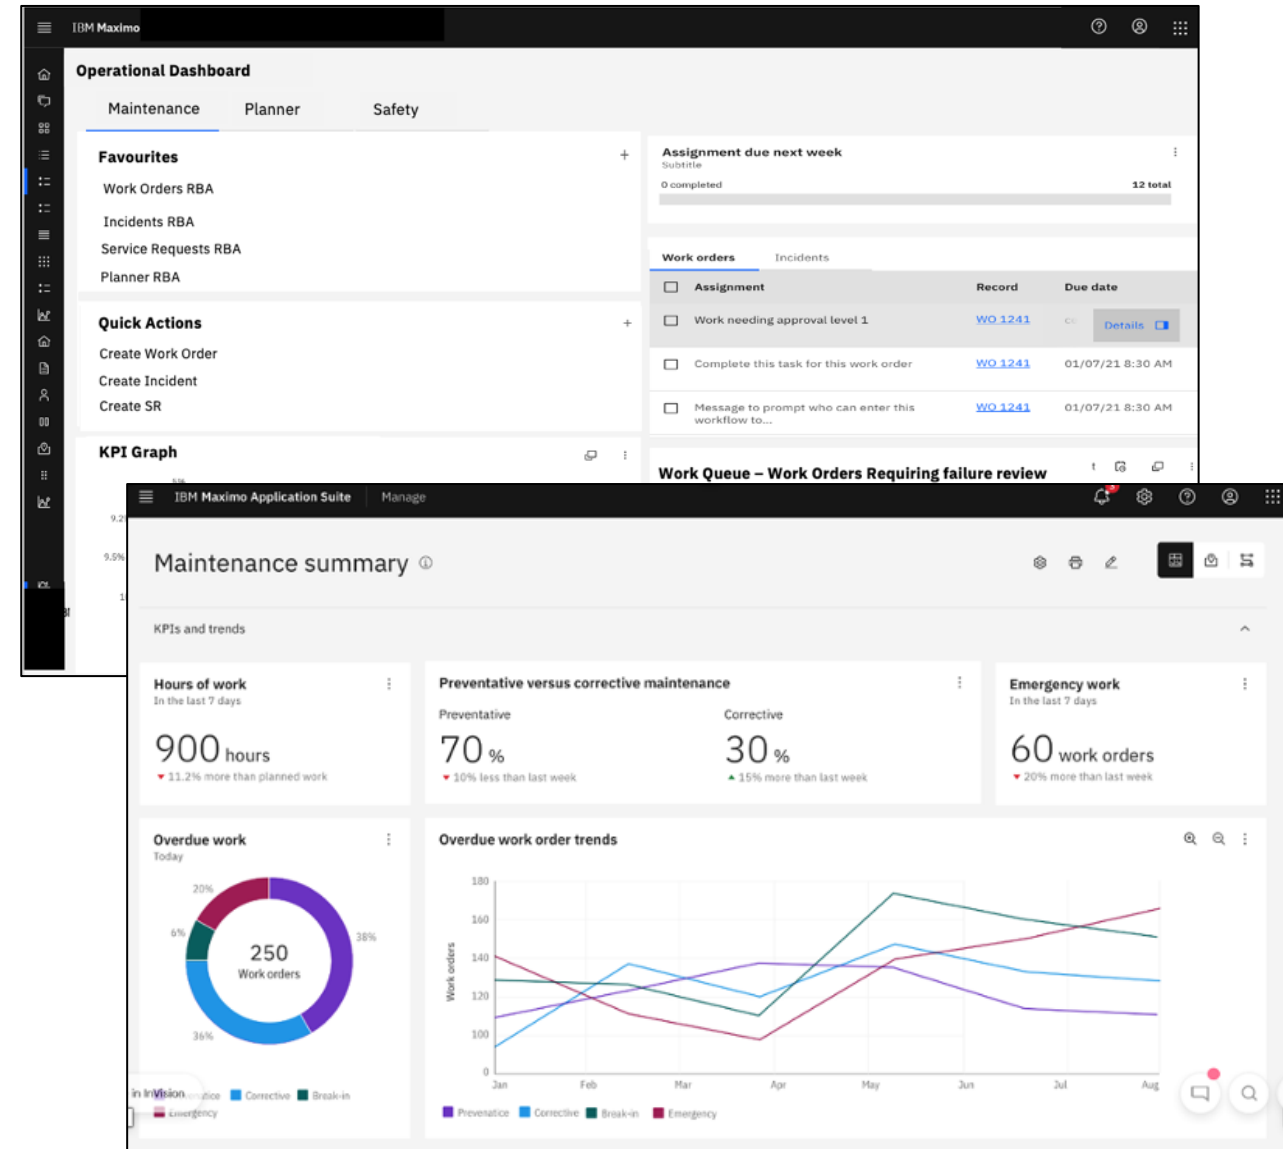 IBM Maximo
Operational Dashboard
Maintenance Planner Safety
Favourites
Work Orders RBA
Incidents RBA
Service Requests RBA
Planner RBA
Quick Actions
Create Work Order
Create Incident
Create SR
KPI Graph
9.5%
Assignment due next week
Subtitle
0 completed 12 total
Work orders Incidents
Assignment Record Due date
Work needing approval level 1 WO 1241 Details
Complete this task for this work order WO 1241 01/07/21 8:30 AM
Message to prompt who can enter this WO 1241 01/07/21 8:30 AM
workflow to...
Work Queue – Work Orders Requiring failure review
IBM Maximo Application Suite Manage
Maintenance summary
KPIs and trends
Hours of work
In the last 7 days
900 hours
11.2% more than planned work
Preventative versus corrective maintenance
Preventative Corrective
70 % 30 %
10% less than last week 15% more than last week
Emergency work
In the last 7 days
60 work orders
20% more than last week
Overdue work
Today
20%
6%
38%
250
Work orders
36%
in InVision
Corrective Break-in
Emergency
Overdue work order trends
180
160
140
120
100
0
Work orders
Jan Feb Mar Apr May Jun Jul Aug
Prevenatice Corrective Break-in Emergency